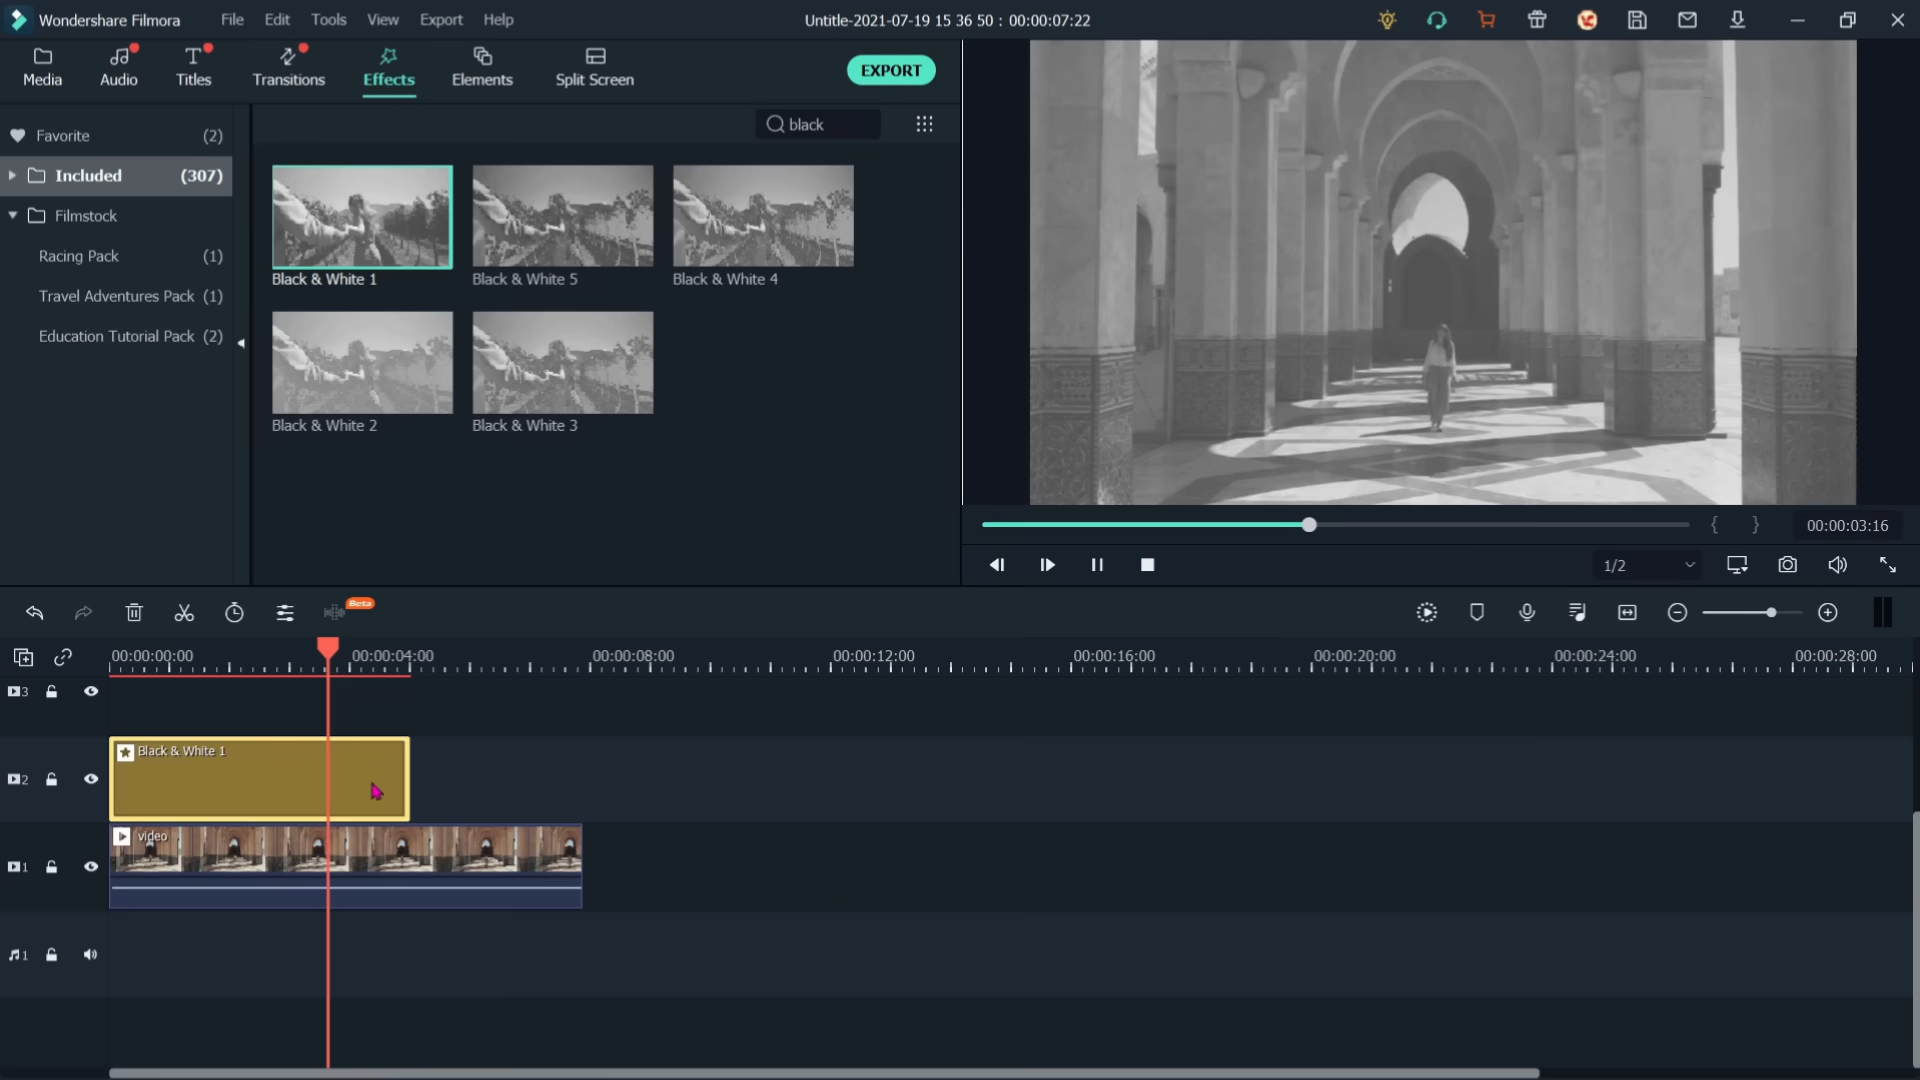 Wondershare Filmora
File Edit Tools View Export Help
Untitle-2021-07-19 15 36 50 : 00:00:07:22
Media Audio Titles Transitions Effects Elements Split Screen
EXPORT
Favorite (2)
black
Included (307)
Filmstock
Racing Pack (1)
Travel Adventures Pack (1)
Education Tutorial Pack (2)
Black & White 1
Black & White 5
Black & White 4
Black & White 2
Black & White 3
{ } 00:00:03:16
1/2
Beta
00:00:00:00 00:00:04:00 00:00:08:00 00:00:12:00 00:00:16:00 00:00:20:00 00:00:24:00 00:00:28:00
3
2
Black & White 1
1
video
1